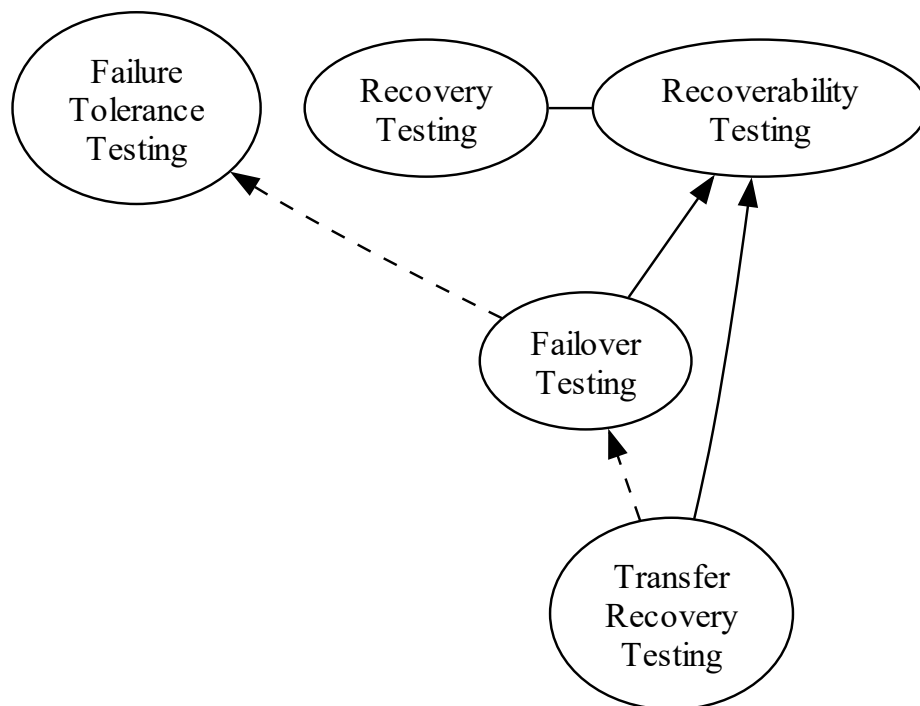 Failure
Tolerance
Testing
Recovery
Testing
Recoverability
Testing
Failover
Testing
Transfer
Recovery
Testing